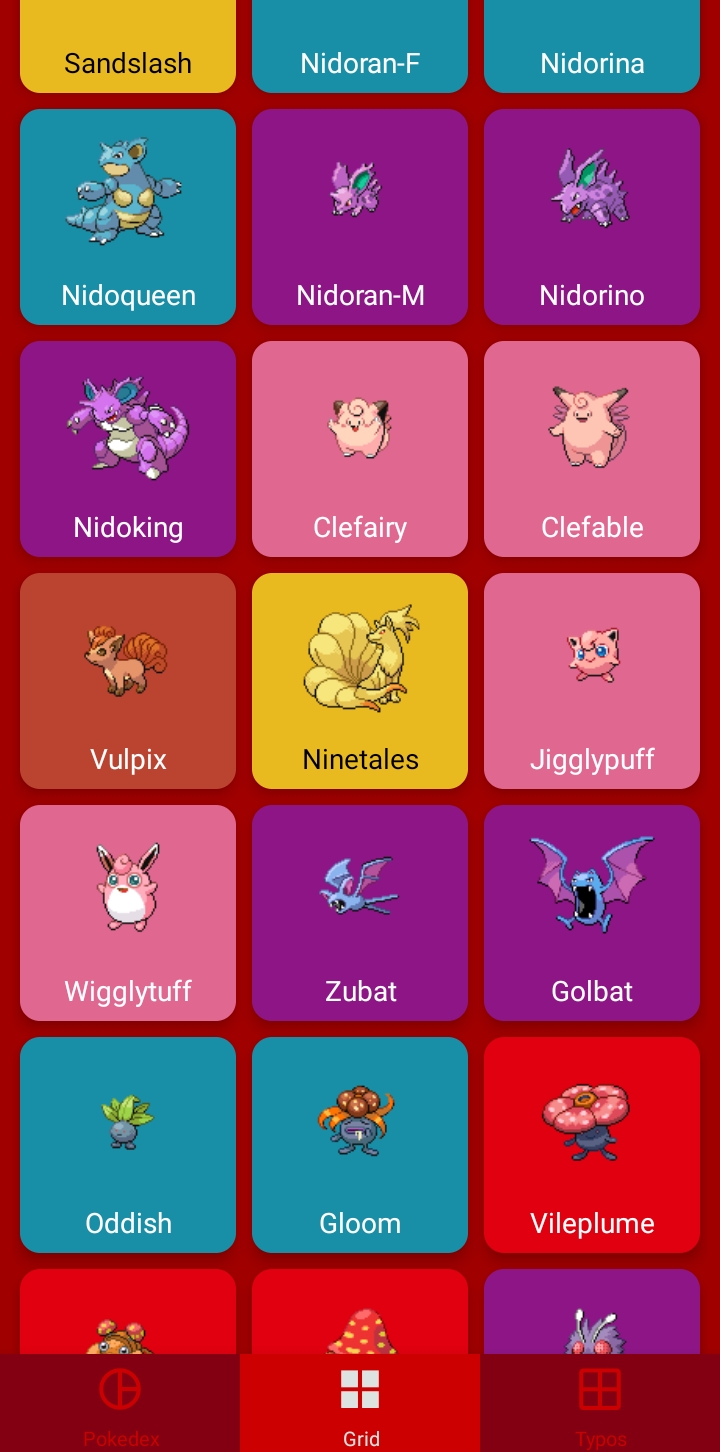 Sandslash
Nidoran-F
Nidorina
Nidoqueen
Nidoran-M
Nidorino
Nidoking
Clefairy
Clefable
Vulpix
Ninetales
Jigglypuff
Wigglytuff
Zubat
Golbat
Oddish
Gloom
Vileplume
Pokedex
Grid
Typos